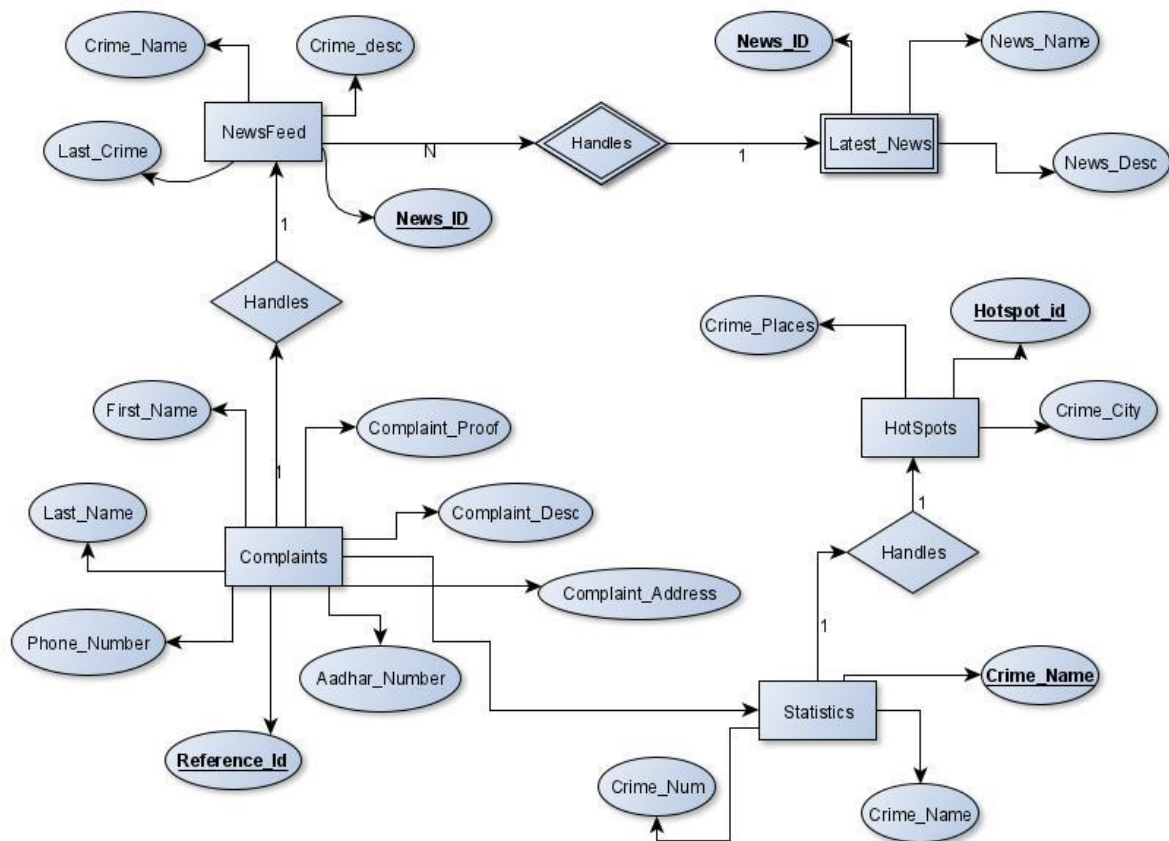 Crime_Name
Crime_desc
News_ID
News_Name
NewsFeed
Handles
Latest_News
Last_Crime
N
1
News_Desc
News_ID
1
Handles
Hotspot_id
Crime_Places
First_Name
Complaint_Proof
HotSpots
Crime_City
1
Last_Name
Complaint_Desc
1
Complaints
Handles
Complaint_Address
1
Phone_Number
Aadhar_Number
Crime_Name
Statistics
Reference_Id
Crime_Num
Crime_Name